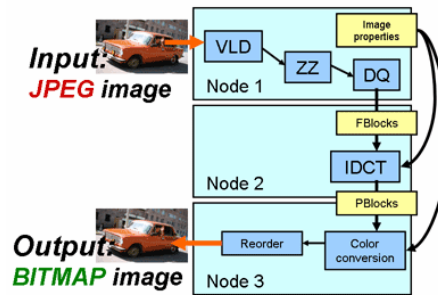 Input:
JPEG image
VLD
ZZ
DQ
Image
properties
Node 1
FBlocks
IDCT
Node 2
PBlocks
Output:
BITMAP image
Reorder
Color
conversion
Node 3